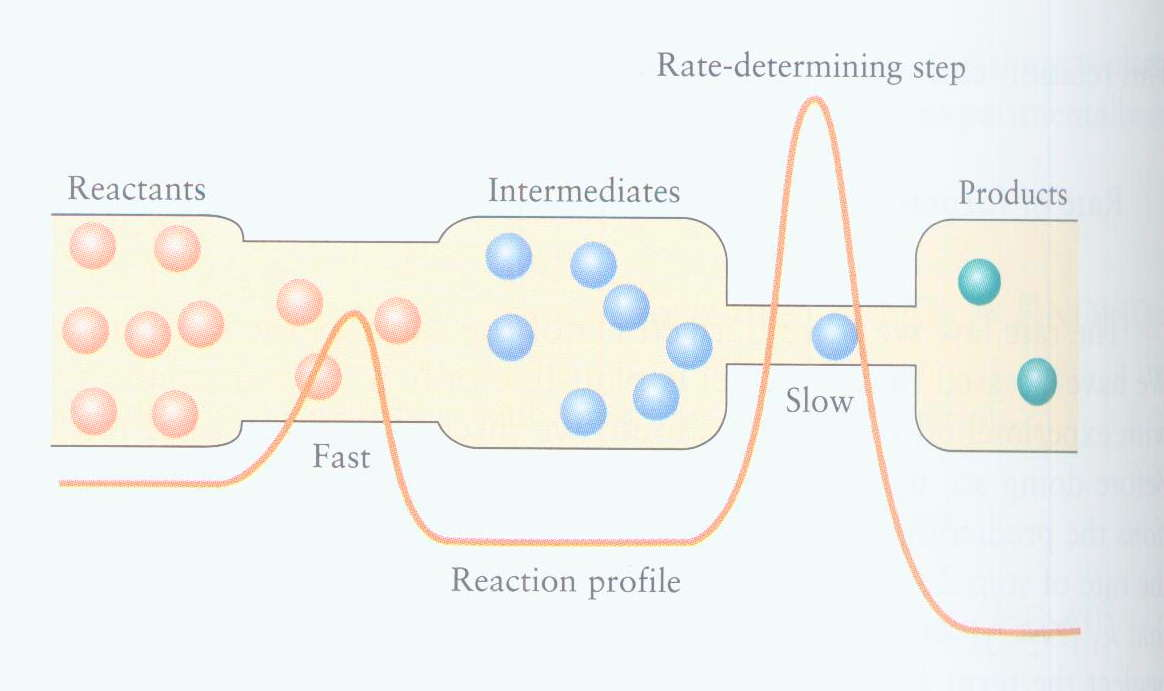 Rate-determining step
Reactants
Intermediates
Products
Fast
Slow
Reaction profile